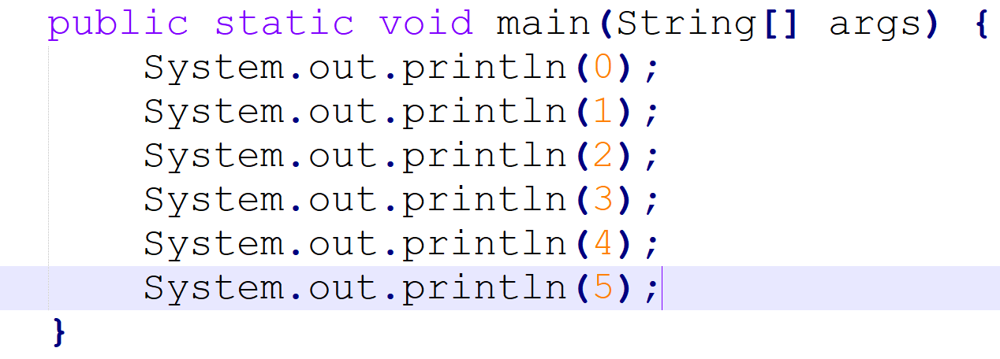 public static void main(String[] args) {
System.out.println(0);
System.out.println(1);
System.out.println(2);
System.out.println(3);
System.out.println(4);
System.out.println(5);
}